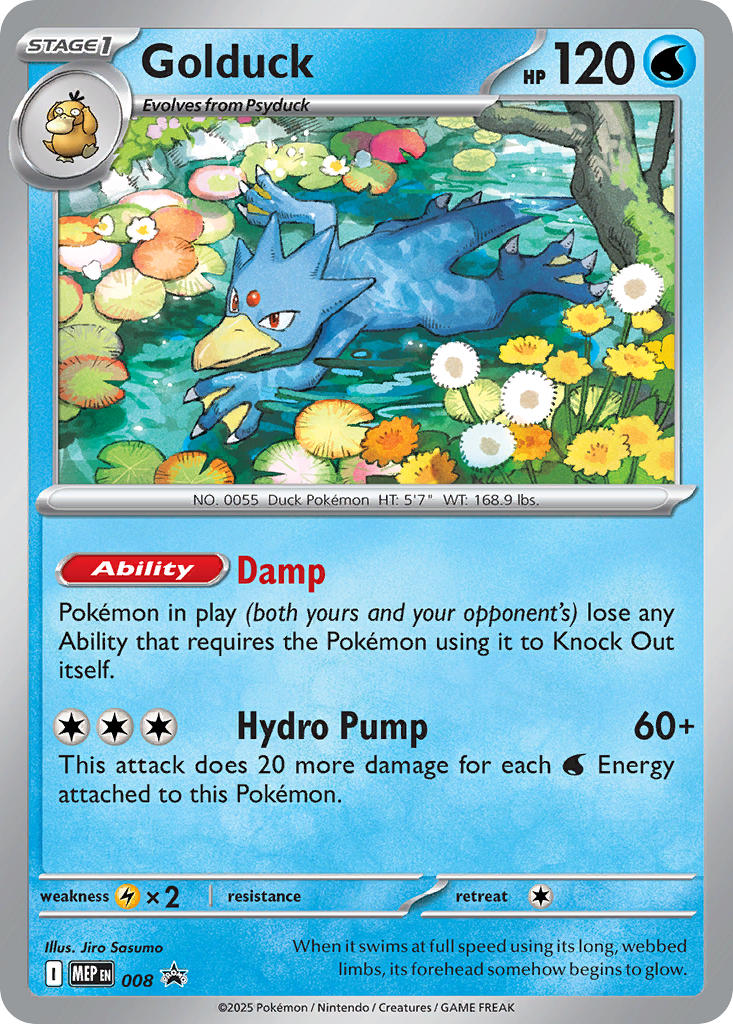 STAGE 1
Golduck
HP 120
Evolves from Psyduck
NO. 0055 Duck Pokémon HT: 5'7" WT: 168.9 lbs.
Ability Damp
Pokémon in play (both yours and your opponent's) lose any
Ability that requires the Pokémon using it to Knock Out
itself.
Hydro Pump 60+
This attack does 20 more damage for each Energy
attached to this Pokémon.
weakness ×2 resistance retreat
Illus. Jiro Sasumo
When it swims at full speed using its long, webbed
limbs, its forehead somehow begins to glow.
I MEP EN 008 PROMO
©2025 Pokémon / Nintendo / Creatures / GAME FREAK